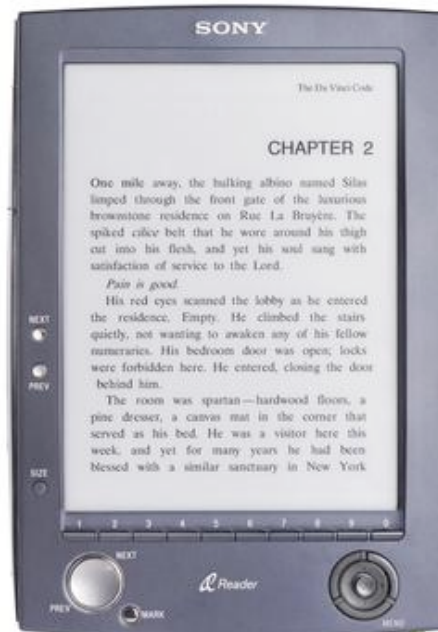 SONY
The Da Vinci Code
CHAPTER 2
One mile away, the hulking albino named Silas
limped through the front gate of the luxurious
brownstone residence on Rue La Bruyère. The
spiked cilice belt that he wore around his thigh
cut into his flesh, and yet his soul sang with
satisfaction of service to the Lord.
Pain is good.
His red eyes scanned the lobby as he entered
the residence. Empty. He climbed the stairs
quietly, not wanting to awaken any of his fellow
numeraries. His bedroom door was open; locks
were forbidden here. He entered, closing the door
behind him.
The room was spartan—hardwood floors, a
pine dresser, a canvas mat in the corner that
served as his bed. He was a visitor here this
week, and yet for many years he had been
blessed with a similar sanctuary in New York
NEXT
PREV
SIZE
1 2 3 4 5 6 7 8 9 0
NEXT
PREV
MARK
Reader
MENU